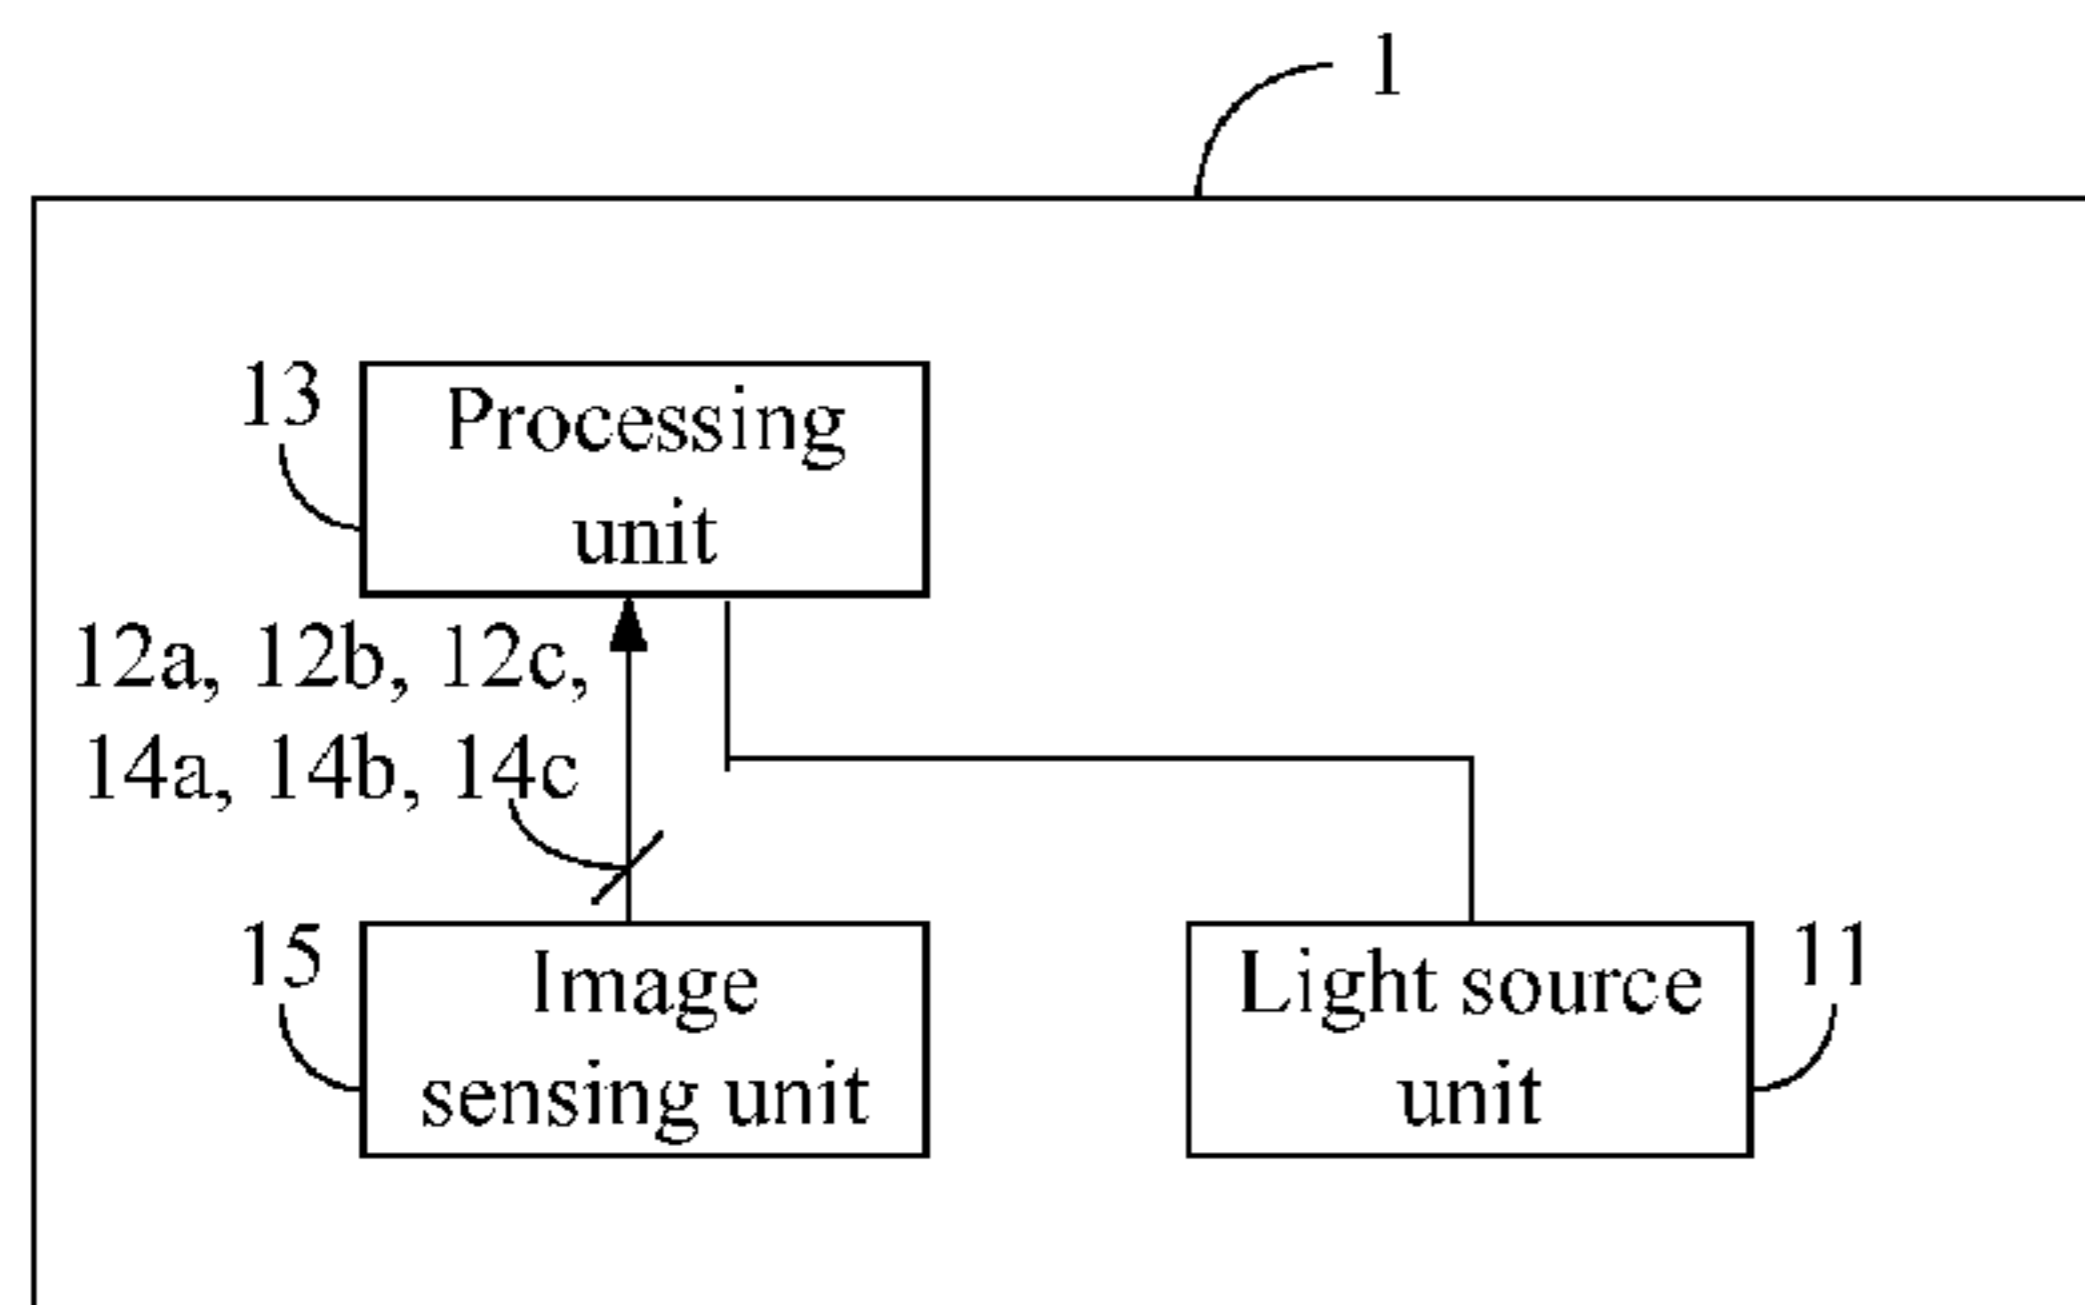 1
13
Processing
unit
12a, 12b, 12c,
14a, 14b, 14c
15
Image
sensing unit
Light source
unit
11